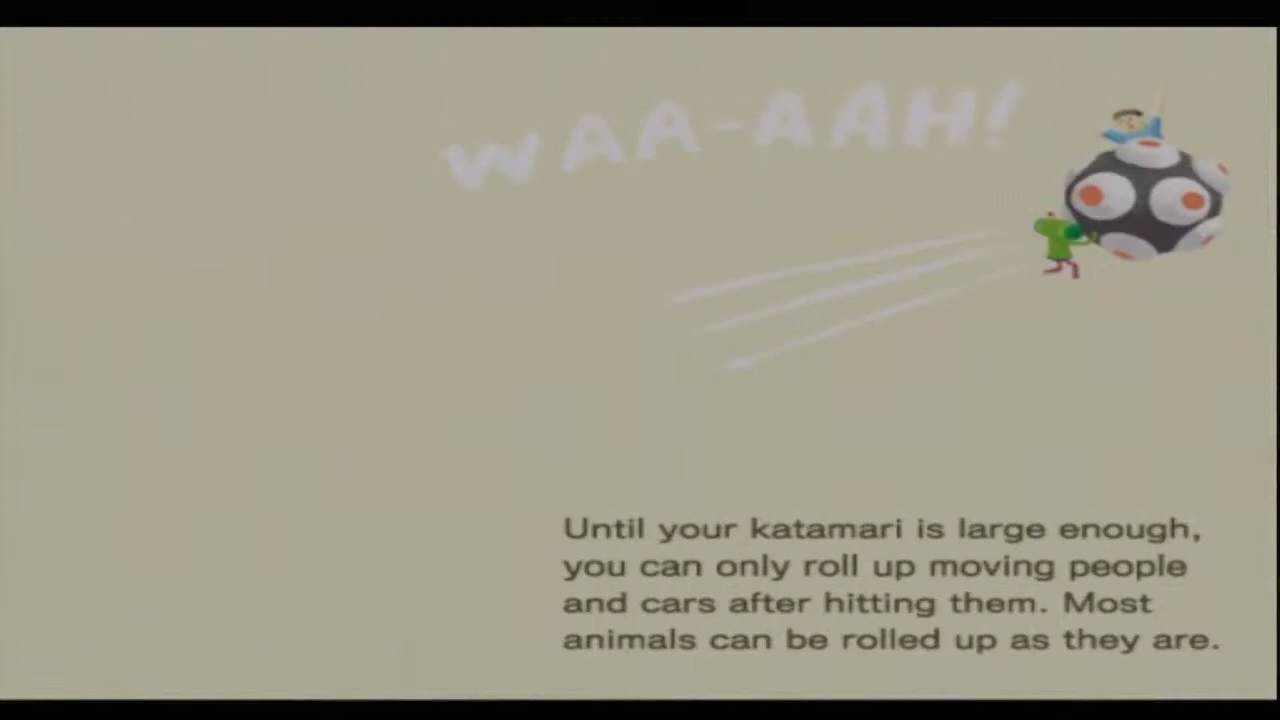 WAA-AAH!
Until your katamari is large enough,
you can only roll up moving people
and cars after hitting them. Most
animals can be rolled up as they are.